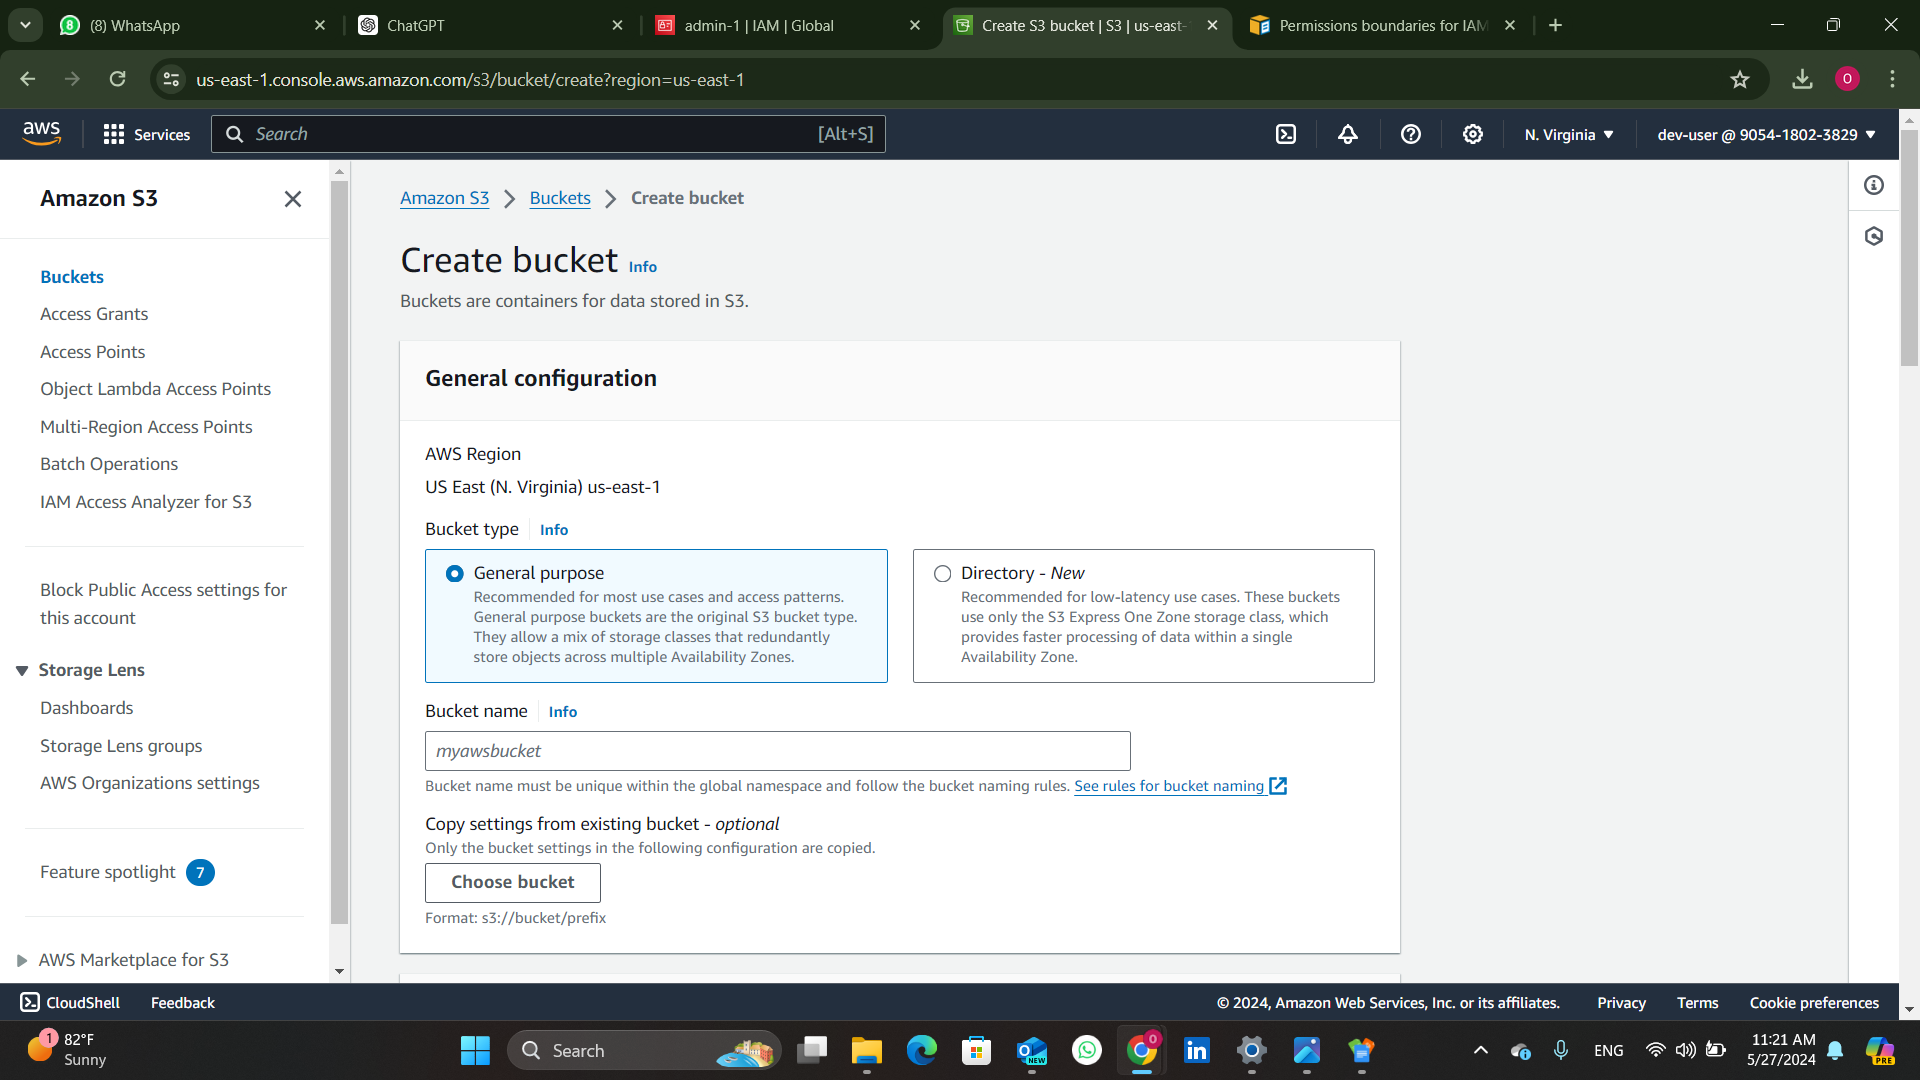 (8) WhatsApp
ChatGPT
admin-1 | IAM | Global
Create S3 bucket | S3 | us-east-
Permissions boundaries for IAM
us-east-1.console.aws.amazon.com/s3/bucket/create?region=us-east-1
O
aws
Services
Search
[Alt+S]
N. Virginia
dev-user @ 9054-1802-3829
Amazon S3
Buckets
Access Grants
Access Points
Object Lambda Access Points
Multi-Region Access Points
Batch Operations
IAM Access Analyzer for S3
Block Public Access settings for
this account
Storage Lens
Dashboards
Storage Lens groups
AWS Organizations settings
Feature spotlight 7
AWS Marketplace for S3
Amazon S3 > Buckets > Create bucket
Create bucket Info
Buckets are containers for data stored in S3.
General configuration
AWS Region
US East (N. Virginia) us-east-1
Bucket type Info
General purpose
Recommended for most use cases and access patterns.
General purpose buckets are the original S3 bucket type.
They allow a mix of storage classes that redundantly
store objects across multiple Availability Zones.
Directory - New
Recommended for low-latency use cases. These buckets
use only the S3 Express One Zone storage class, which
provides faster processing of data within a single
Availability Zone.
Bucket name Info
myawsbucket
Bucket name must be unique within the global namespace and follow the bucket naming rules. See rules for bucket naming
Copy settings from existing bucket - optional
Only the bucket settings in the following configuration are copied.
Choose bucket
Format: s3://bucket/prefix
CloudShell
Feedback
© 2024, Amazon Web Services, Inc. or its affiliates.
Privacy
Terms
Cookie preferences
1
82°F
Sunny
Search
NEW
O
ENG
11:21 AM
5/27/2024
PRE